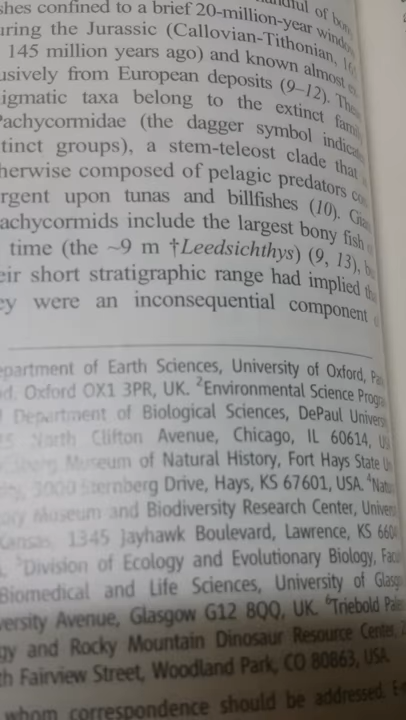 shes confined to a brief 20-million-year window
uring the Jurassic (Callovian-Tithonian,
145 million years ago) and known almost
usively from European deposits (9–12).
igmatic taxa belong to the extinct
Pachycormidae (the dagger symbol
tinct groups), a stem-teleost clade that
herwise composed of pelagic predators
rgent upon tunas and billfishes (10).
achycormids include the largest bony fish
time (the ~9 m †Leedsichthys) (9, 13),
eir short stratigraphic range had implied
ey were an inconsequential component
epartment of Earth Sciences, University of Oxford,
Oxford OX1 3PR, UK. ²Environmental Science
Department of Biological Sciences, DePaul
North Clifton Avenue, Chicago, IL 60614,
Museum of Natural History, Fort Hays State
3000 Sternberg Drive, Hays, KS 67601, USA.
Museum and Biodiversity Research Center,
Kansas, 1345 Jayhawk Boulevard, Lawrence, KS
⁵Division of Ecology and Evolutionary Biology,
Biomedical and Life Sciences, University of
versity Avenue, Glasgow G12 8QQ, UK. ⁶Triebold
gy and Rocky Mountain Dinosaur Resource Center,
th Fairview Street, Woodland Park, CO 80863, USA.
whom correspondence should be addressed.